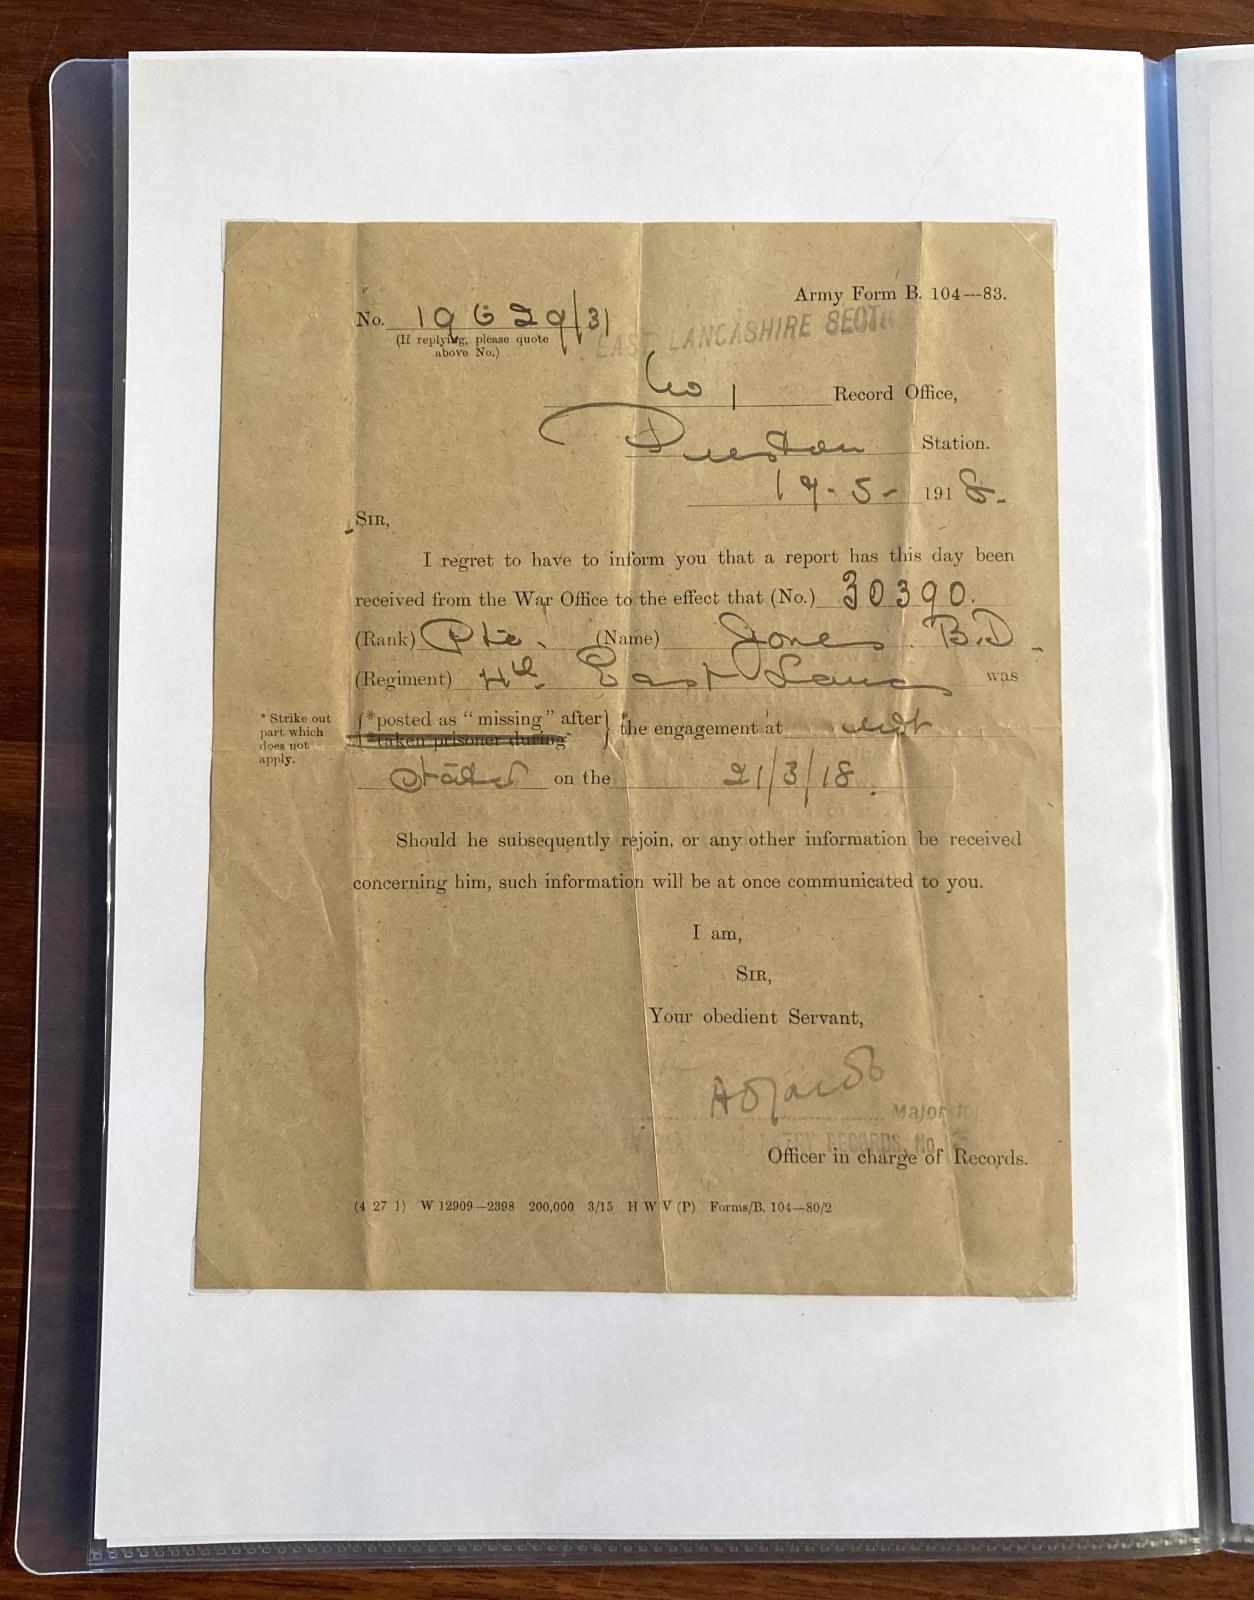 Army Form B. 104—83.
No. 19629/31
(If replying, please quote
above No.)
EAST LANCASHIRE SECTN
No 1 Record Office,
Preston Station.
17-5- 1918.
SIR,
I regret to have to inform you that a report has this day been
received from the War Office to the effect that (No.) 30390.
(Rank) Pte. (Name) Jones. B.D.
(Regiment) 4th. East Lancs was
* Strike out
part which
does not
apply.
{*posted as "missing" after} the engagement at not
*taken prisoner during
stated on the 21/3/18.
Should he subsequently rejoin, or any other information be received
concerning him, such information will be at once communicated to you.
I am,
SIR,
Your obedient Servant,
Major for
RECORDS, No.
Officer in charge of Records.
(4 27 1) W 12909—2398 200,000 3/15 H W V (P) Forms/B. 104—80/2